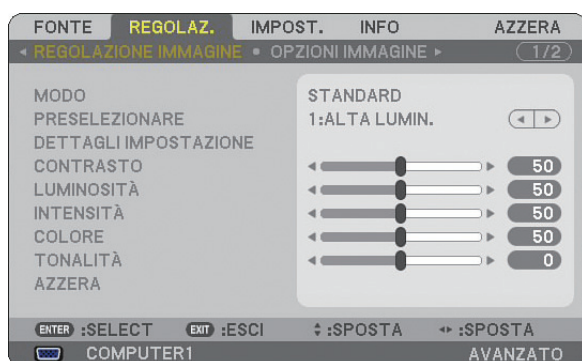 FONTE REGOLAZ. IMPOST. INFO AZZERA
REGOLAZIONE IMMAGINE • OPZIONI IMMAGINE 1/2
MODO STANDARD
PRESELEZIONARE 1:ALTA LUMIN.
DETTAGLI IMPOSTAZIONE
CONTRASTO 50
LUMINOSITÀ 50
INTENSITÀ 50
COLORE 50
TONALITÀ 0
AZZERA
ENTER :SELECT EXIT :ESCI :SPOSTA :SPOSTA
COMPUTER1 AVANZATO